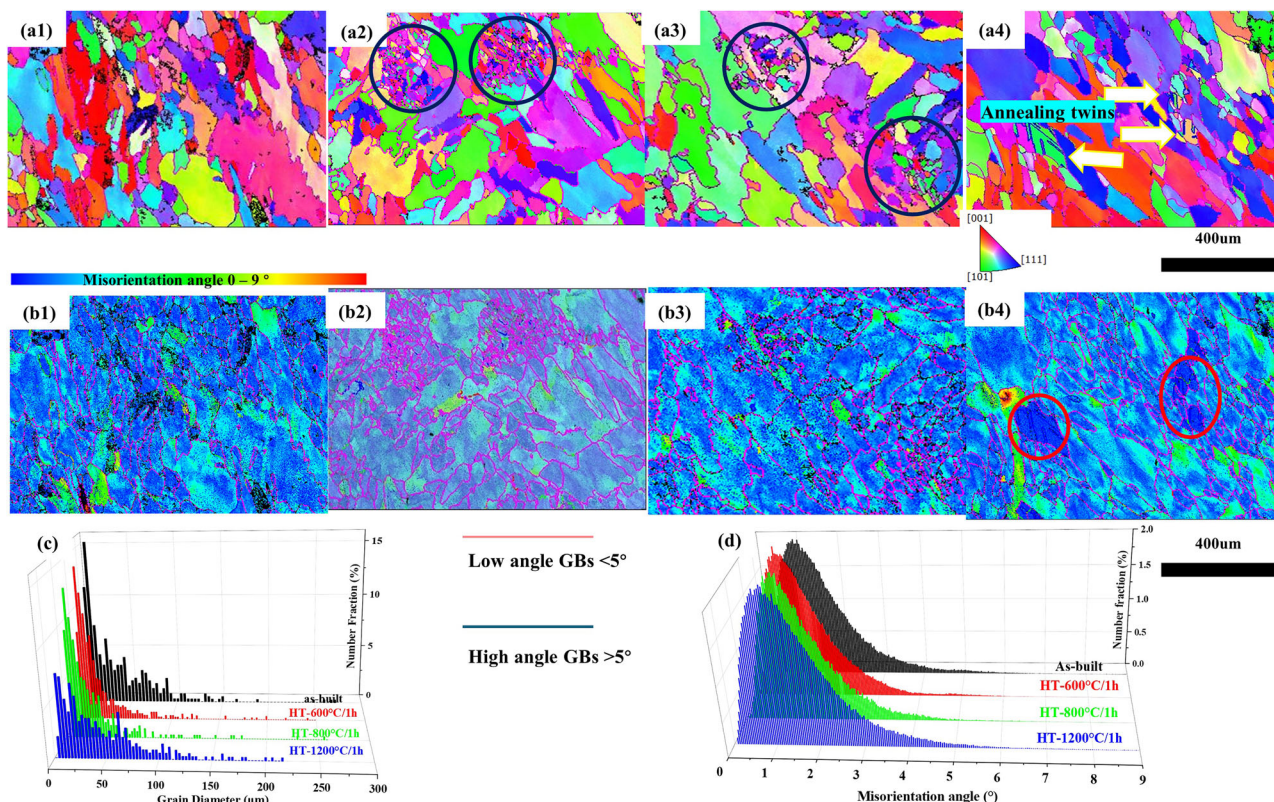 (a1)
(a2)
(a3)
(a4)
Annealing twins
[001]
[111]
[101]
400um
Misorientation angle 0 – 9 °
(b1)
(b2)
(b3)
(b4)
(c)
15
10
5
0
Number Fraction (%)
as-built
HT-600°C/1h
HT-800°C/1h
HT-1200°C/1h
0 50 100 150 200 250 300
Grain Diameter (μm)
Low angle GBs <5°
High angle GBs >5°
(d)
2.0
1.5
1.0
0.5
0.0
Number fraction (%)
As-built
HT-600°C/1h
HT-800°C/1h
HT-1200°C/1h
0 1 2 3 4 5 6 7 8 9
Misorientation angle (°)
400um